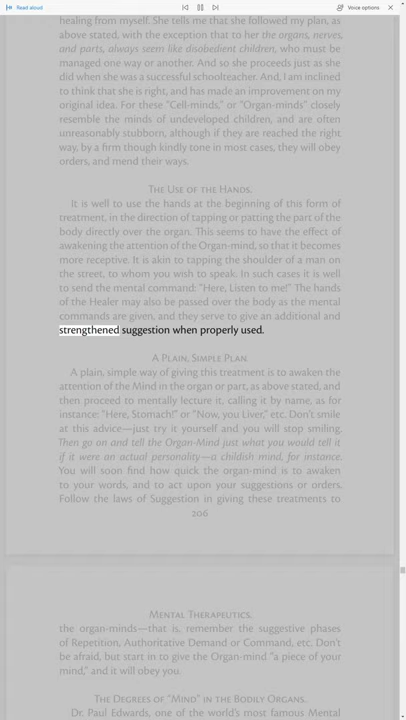 Read aloud
Voice options
healing from myself. She tells me that she followed my plan, as
above stated, with the exception that to her the organs, nerves,
and parts, always seem like disobedient children, who must be
managed one way or another. And so she proceeds just as she
did when she was a successful schoolteacher. And, I am inclined
to think that she is right, and has made an improvement on my
original idea. For these "Cell-minds," or "Organ-minds" closely
resemble the minds of undeveloped children, and are often
unreasonably stubborn, although if they are reached the right
way, by a firm though kindly tone in most cases, they will obey
orders, and mend their ways.
The Use of the Hands.
It is well to use the hands at the beginning of this form of
treatment, in the direction of tapping or patting the part of the
body directly over the organ. This seems to have the effect of
awakening the attention of the Organ-mind, so that it becomes
more receptive. It is akin to tapping the shoulder of a man on
the street, to whom you wish to speak. In such cases it is well
to send the mental command: "Here, Listen to me!" The hands
of the Healer may also be passed over the body as the mental
commands are given, and they serve to give an additional and
strengthened suggestion when properly used.
A Plain, Simple Plan.
A plain, simple way of giving this treatment is to awaken the
attention of the Mind in the organ or part, as above stated, and
then proceed to mentally lecture it, calling it by name, as for
instance: "Here, Stomach!" or "Now, you Liver," etc. Don't smile
at this advice—just try it yourself and you will stop smiling.
Then go on and tell the Organ-Mind just what you would tell it
if it were an actual personality—a childish mind, for instance.
You will soon find how quick the organ-mind is to awaken
to your words, and to act upon your suggestions or orders.
Follow the laws of Suggestion in giving these treatments to
206
Mental Therapeutics.
the organ-minds—that is, remember the suggestive phases
of Repetition, Authoritative Demand or Command, etc. Don't
be afraid, but start in to give the Organ-mind "a piece of your
mind," and it will obey you.
The Degrees of "Mind" in the Bodily Organs.
Dr. Paul Edwards, one of the world's most famous Mental